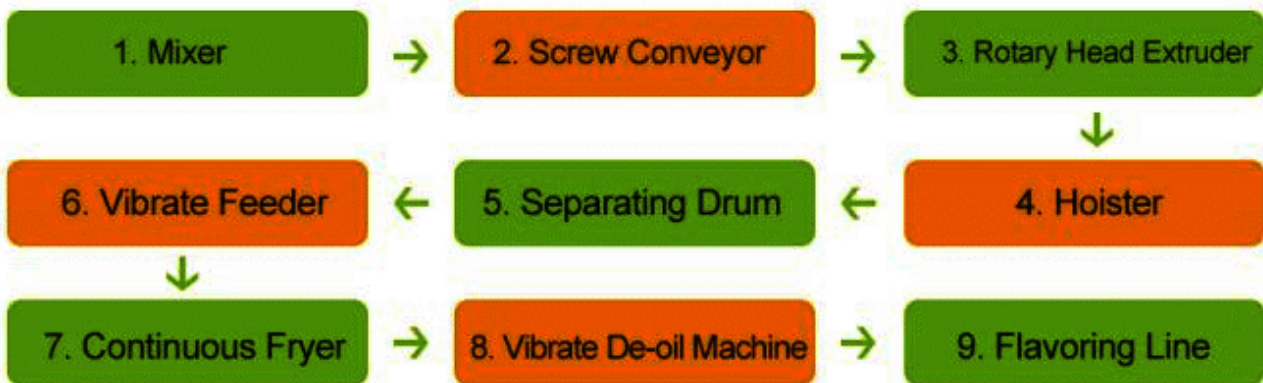 1. Mixer
2. Screw Conveyor
3. Rotary Head Extruder
4. Hoister
5. Separating Drum
6. Vibrate Feeder
7. Continuous Fryer
8. Vibrate De-oil Machine
9. Flavoring Line